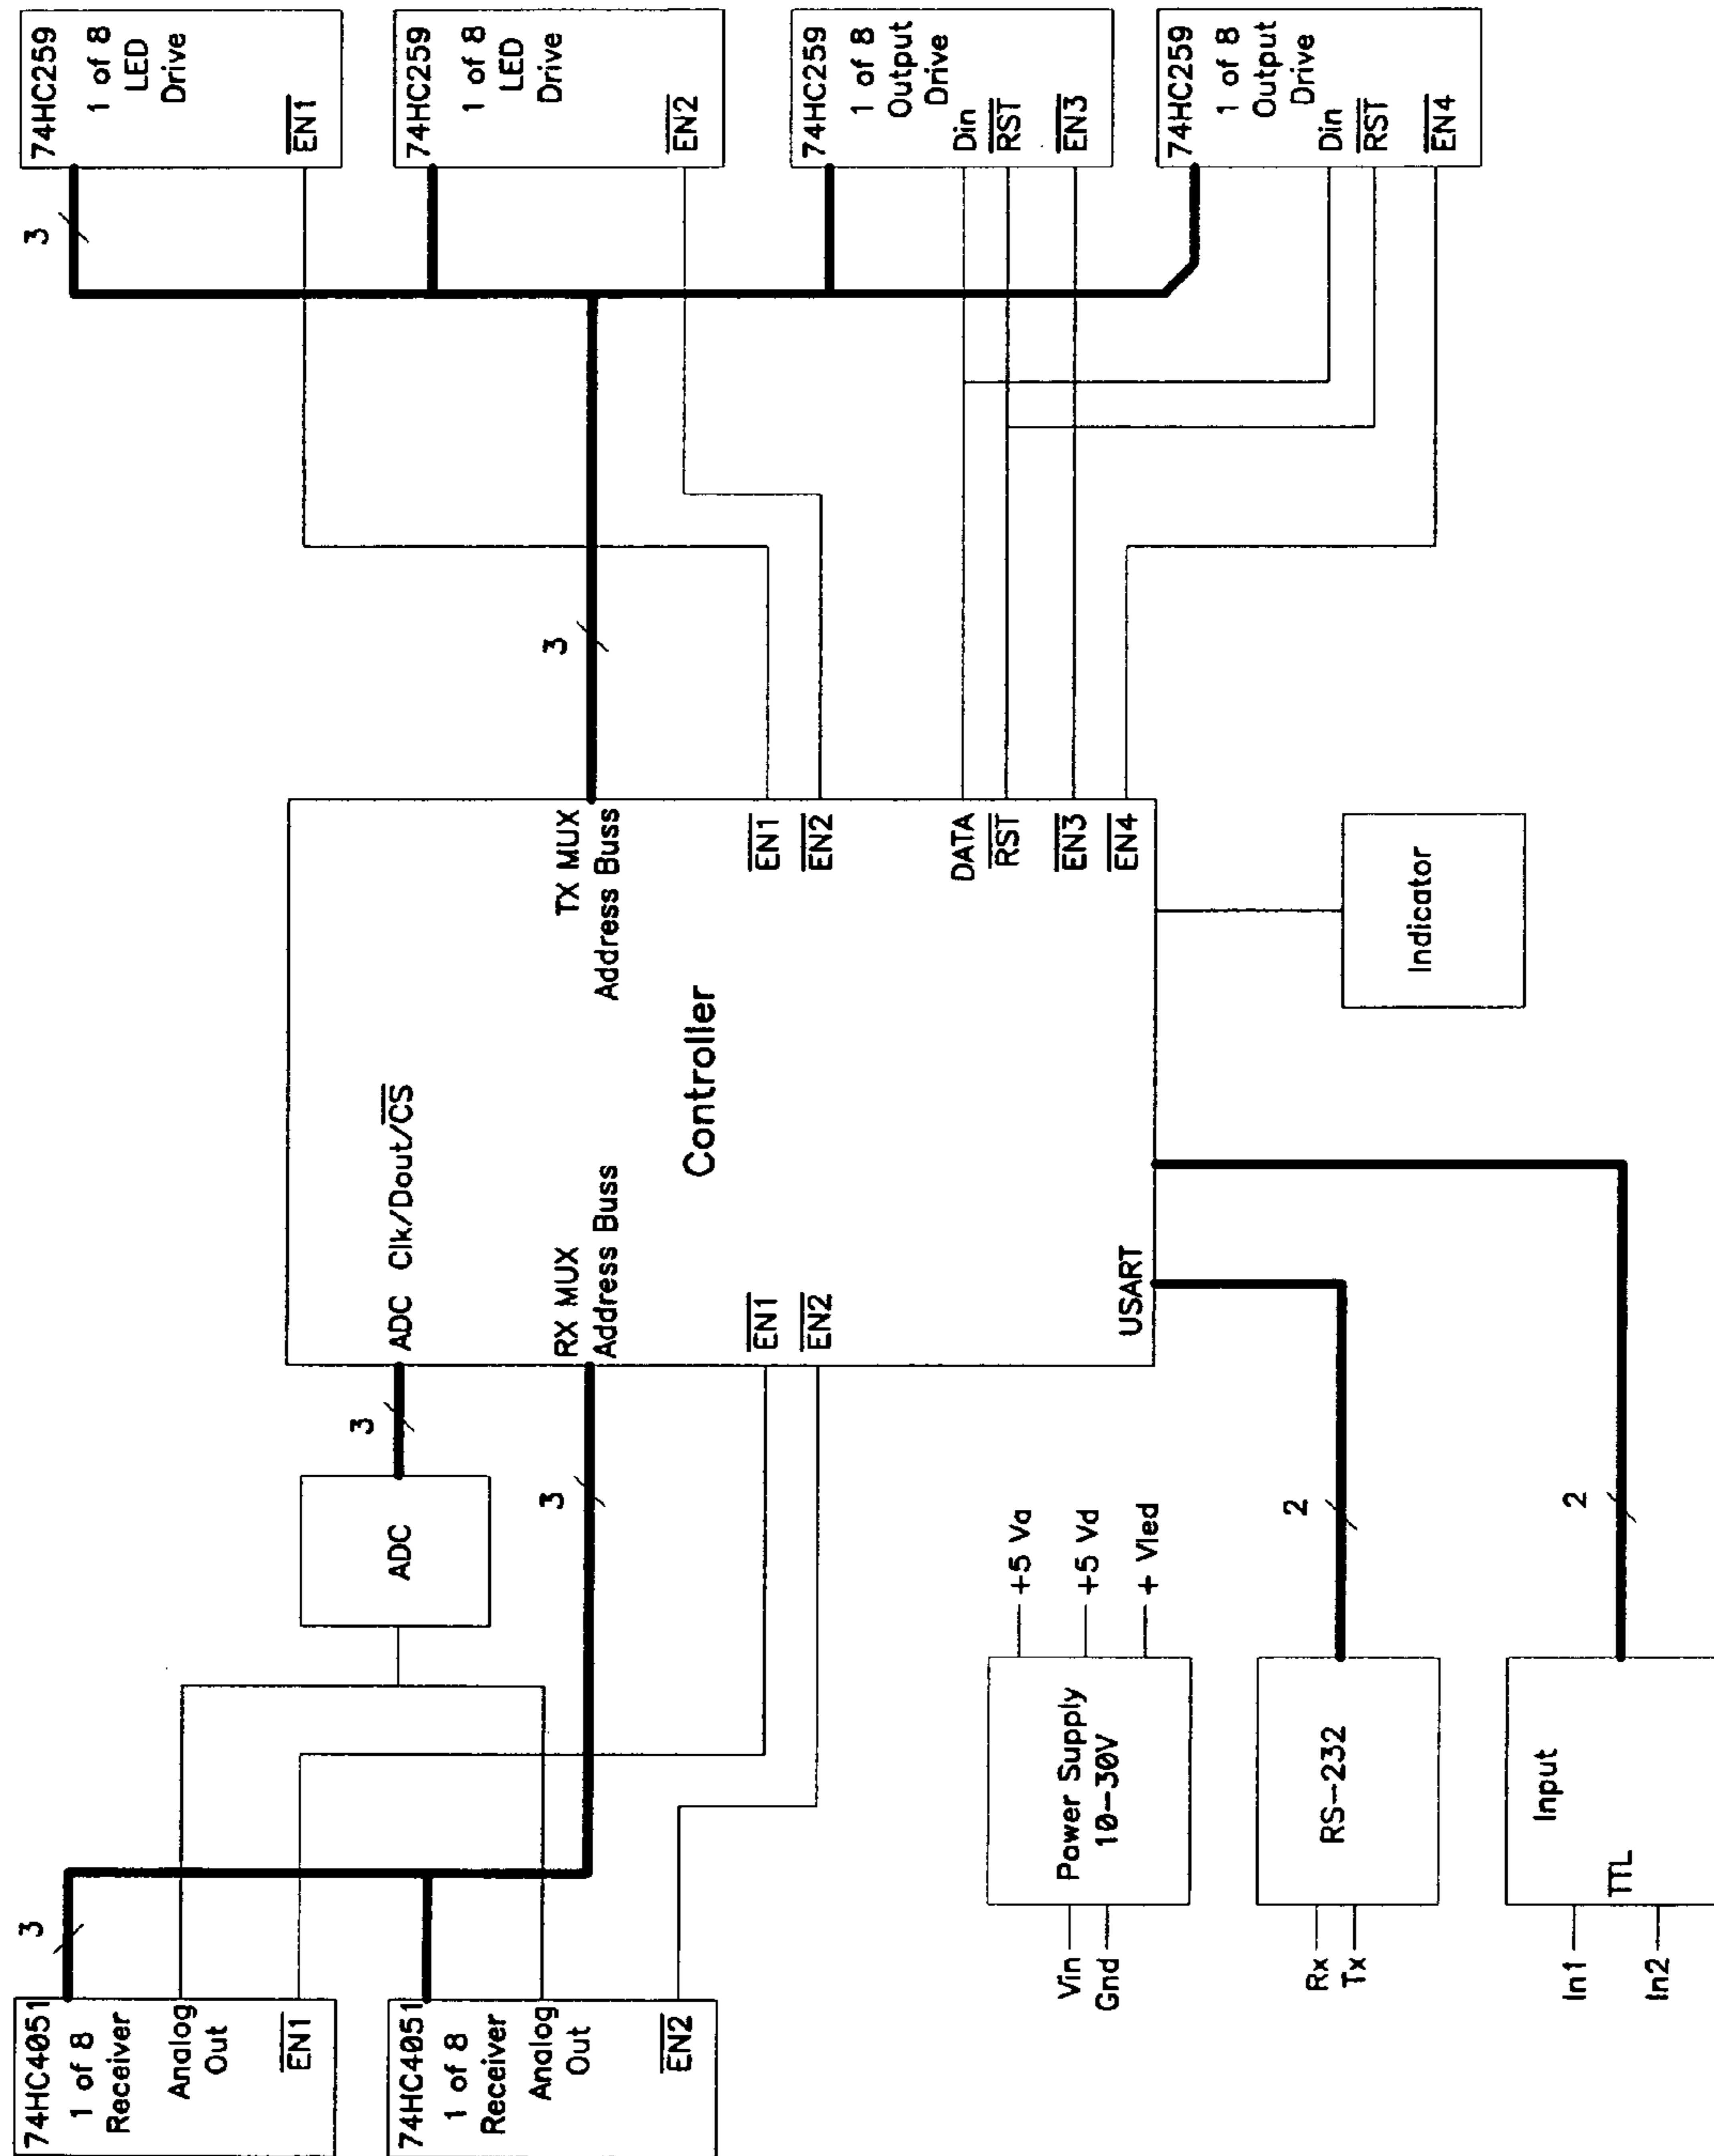 74HC4051
1 of 8
Receiver
Analog
Out
EN1
3
74HC4051
1 of 8
Receiver
Analog
Out
EN2
ADC
3
3
ADC Clk/Dout/CS
RX MUX
Address Buss
EN1
EN2
USART
Controller
TX MUX
Address Buss
EN1
EN2
DATA
RST
EN3
EN4
3
3
74HC259
1 of 8
LED
Drive
EN1
74HC259
1 of 8
LED
Drive
EN2
74HC259
1 of 8
Output
Drive
Din
RST
EN3
74HC259
1 of 8
Output
Drive
Din
RST
EN4
Vin
Gnd
Power Supply
10-30V
+5 Va
+5 Vd
+ Vled
Rx
Tx
RS-232
2
In1
In2
Input
TTL
2
Indicator